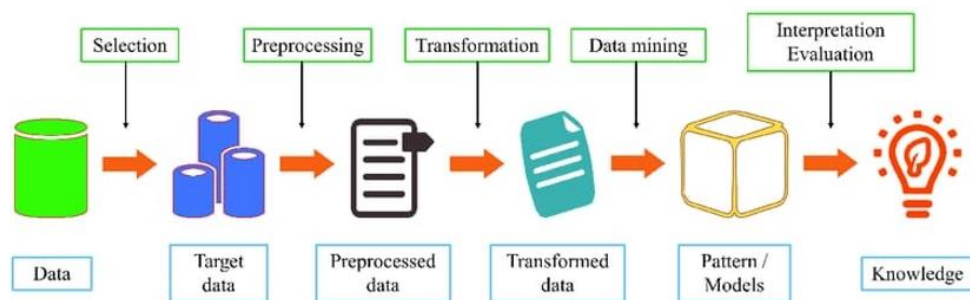 Selection
Preprocessing
Transformation
Data mining
Interpretation
Evaluation
Data
Target
data
Preprocessed
data
Transformed
data
Pattern /
Models
Knowledge